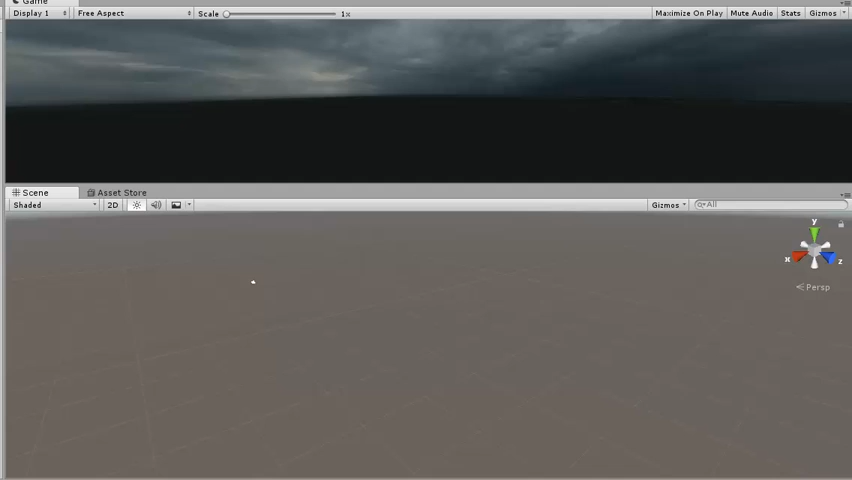 Game
Display 1 Free Aspect Scale 1x Maximize On Play Mute Audio Stats Gizmos
Scene Asset Store
Shaded 2D Gizmos All
y
x z
Persp